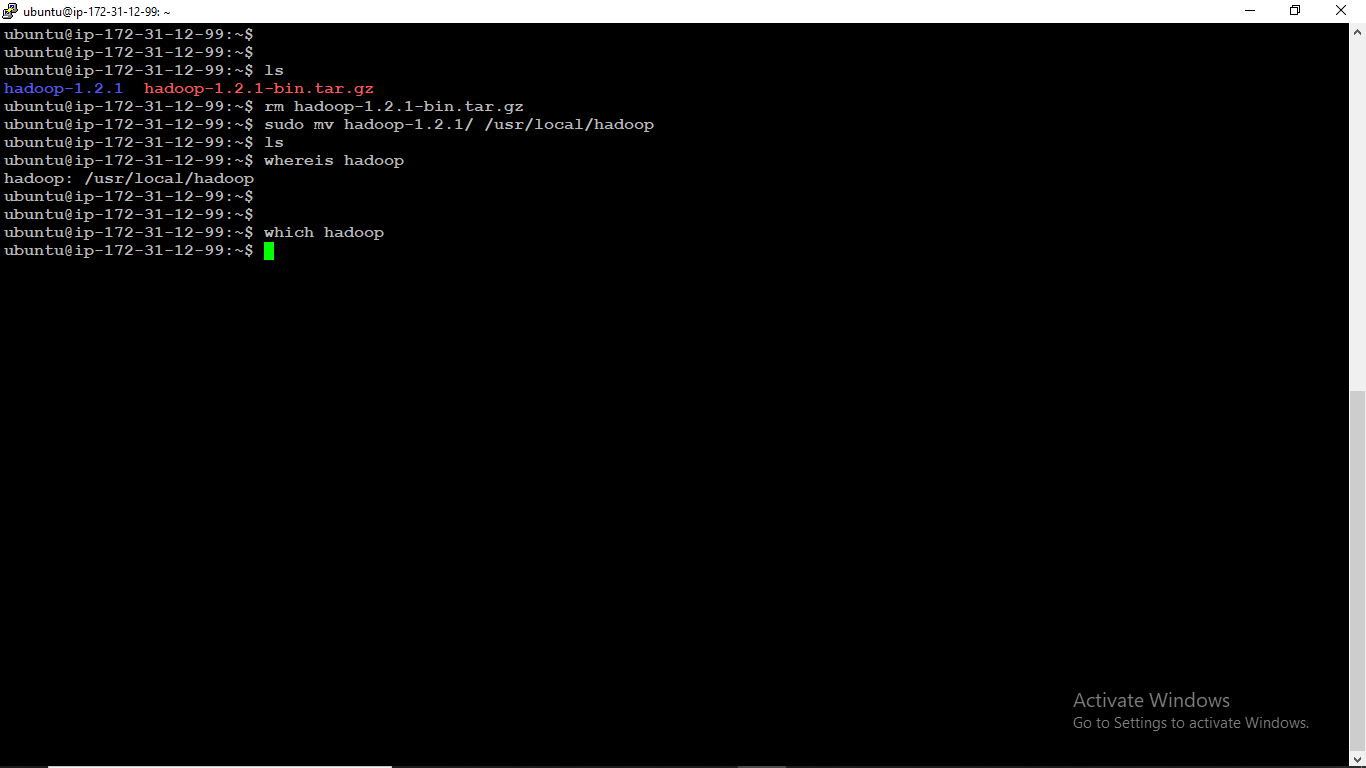 ubuntu@ip-172-31-12-99: ~
ubuntu@ip-172-31-12-99:~$
ubuntu@ip-172-31-12-99:~$
ubuntu@ip-172-31-12-99:~$ ls
hadoop-1.2.1  hadoop-1.2.1-bin.tar.gz
ubuntu@ip-172-31-12-99:~$ rm hadoop-1.2.1-bin.tar.gz
ubuntu@ip-172-31-12-99:~$ sudo mv hadoop-1.2.1/ /usr/local/hadoop
ubuntu@ip-172-31-12-99:~$ ls
ubuntu@ip-172-31-12-99:~$ whereis hadoop
hadoop: /usr/local/hadoop
ubuntu@ip-172-31-12-99:~$
ubuntu@ip-172-31-12-99:~$
ubuntu@ip-172-31-12-99:~$ which hadoop
ubuntu@ip-172-31-12-99:~$
Activate Windows
Go to Settings to activate Windows.